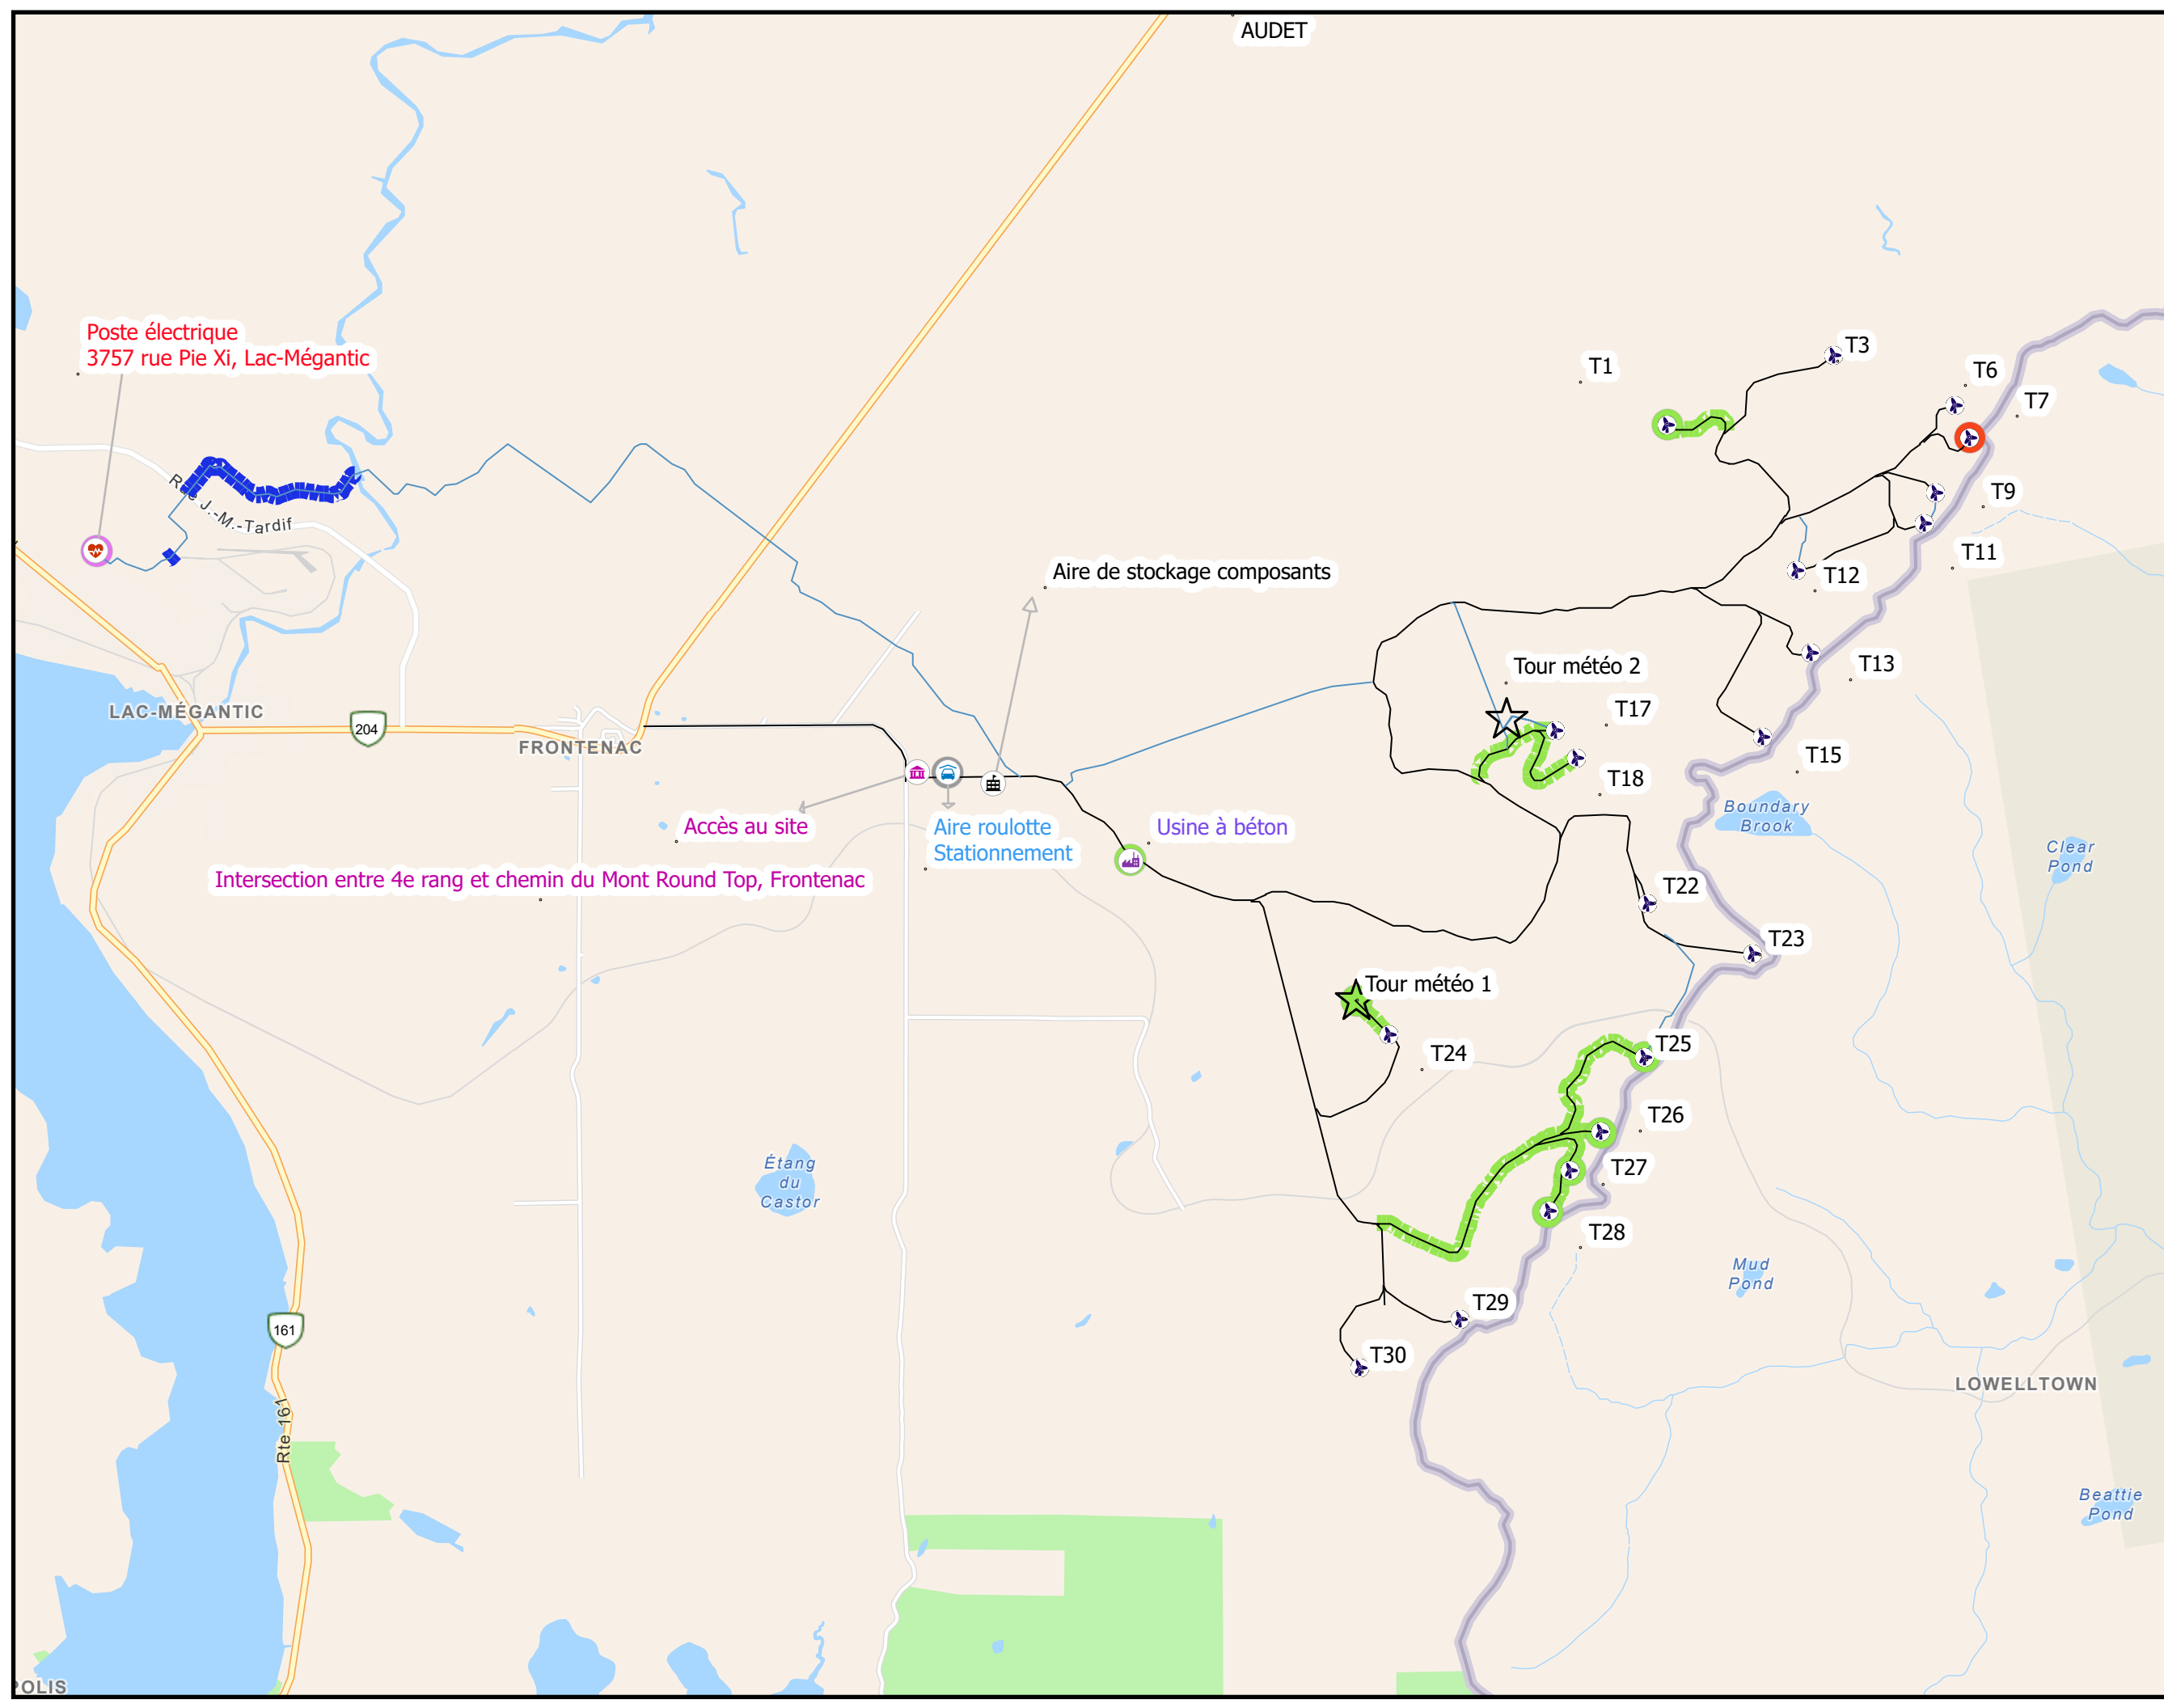 AUDET
Poste électrique
3757 rue Pie Xi, Lac-Mégantic
T3
T1
T6
T7
J.-M.-Tardif
T9
T11
Aire de stockage composants
T12
Tour météo 2
T13
LAC-MÉGANTIC
204
FRONTENAC
T17
T15
T18
Boundary
Brook
Accès au site
Aire roulotte
Stationnement
Usine à béton
Clear
Pond
Intersection entre 4e rang et chemin du Mont Round Top, Frontenac
T22
T23
Tour météo 1
T24
T25
T26
Étang
du
Castor
T27
T28
Mud
Pond
T29
161
T30
LOWELLTOWN
Rte 161
Beattie
Pond
POLIS